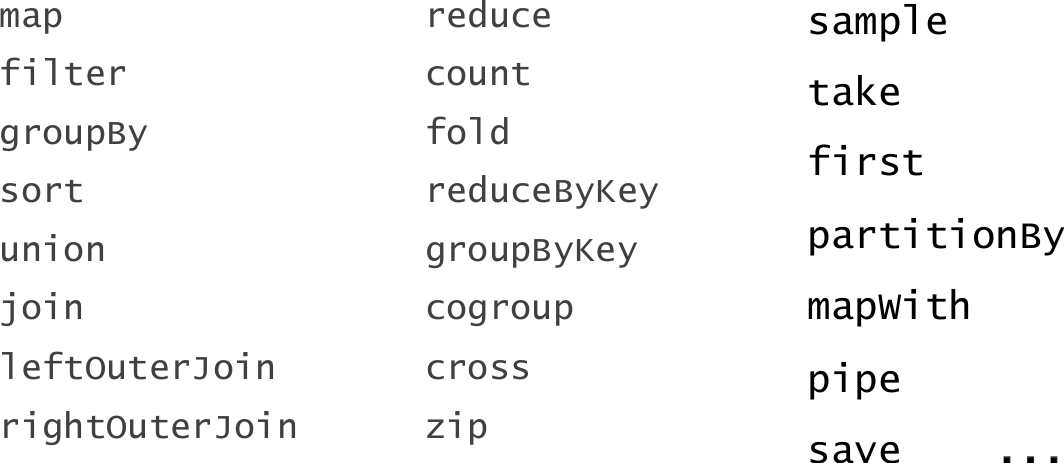 map
filter
groupBy
sort
union
join
leftOuterJoin
rightOuterJoin
reduce
count
fold
reduceByKey
groupByKey
cogroup
cross
zip
sample
take
first
partitionBy
mapWith
pipe
save ...